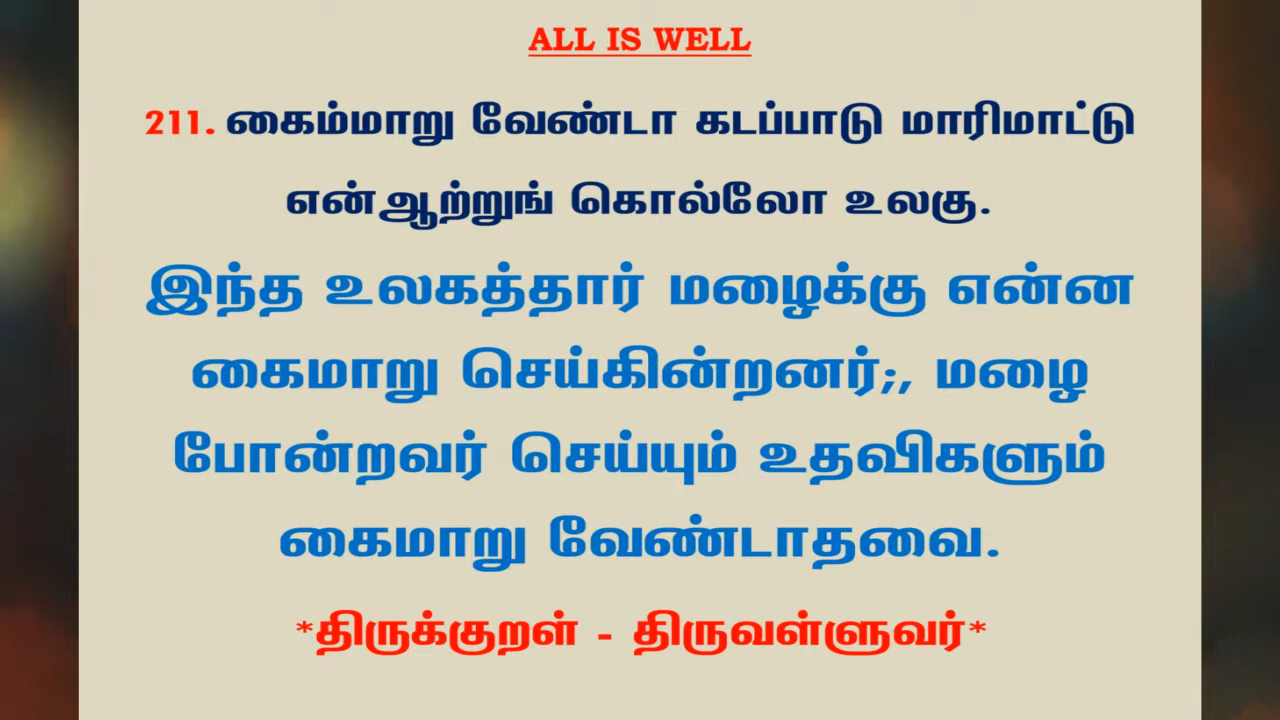 ALL IS WELL
211. கைம்மாறு வேண்டா கடப்பாடு மாரிமாட்டு
என்ஆற்றுங் கொல்லோ உலகு.
இந்த உலகத்தார் மழைக்கு என்ன
கைமாறு செய்கின்றனர்;, மழை
போன்றவர் செய்யும் உதவிகளும்
கைமாறு வேண்டாதவை.
*திருக்குறள் - திருவள்ளுவர்*